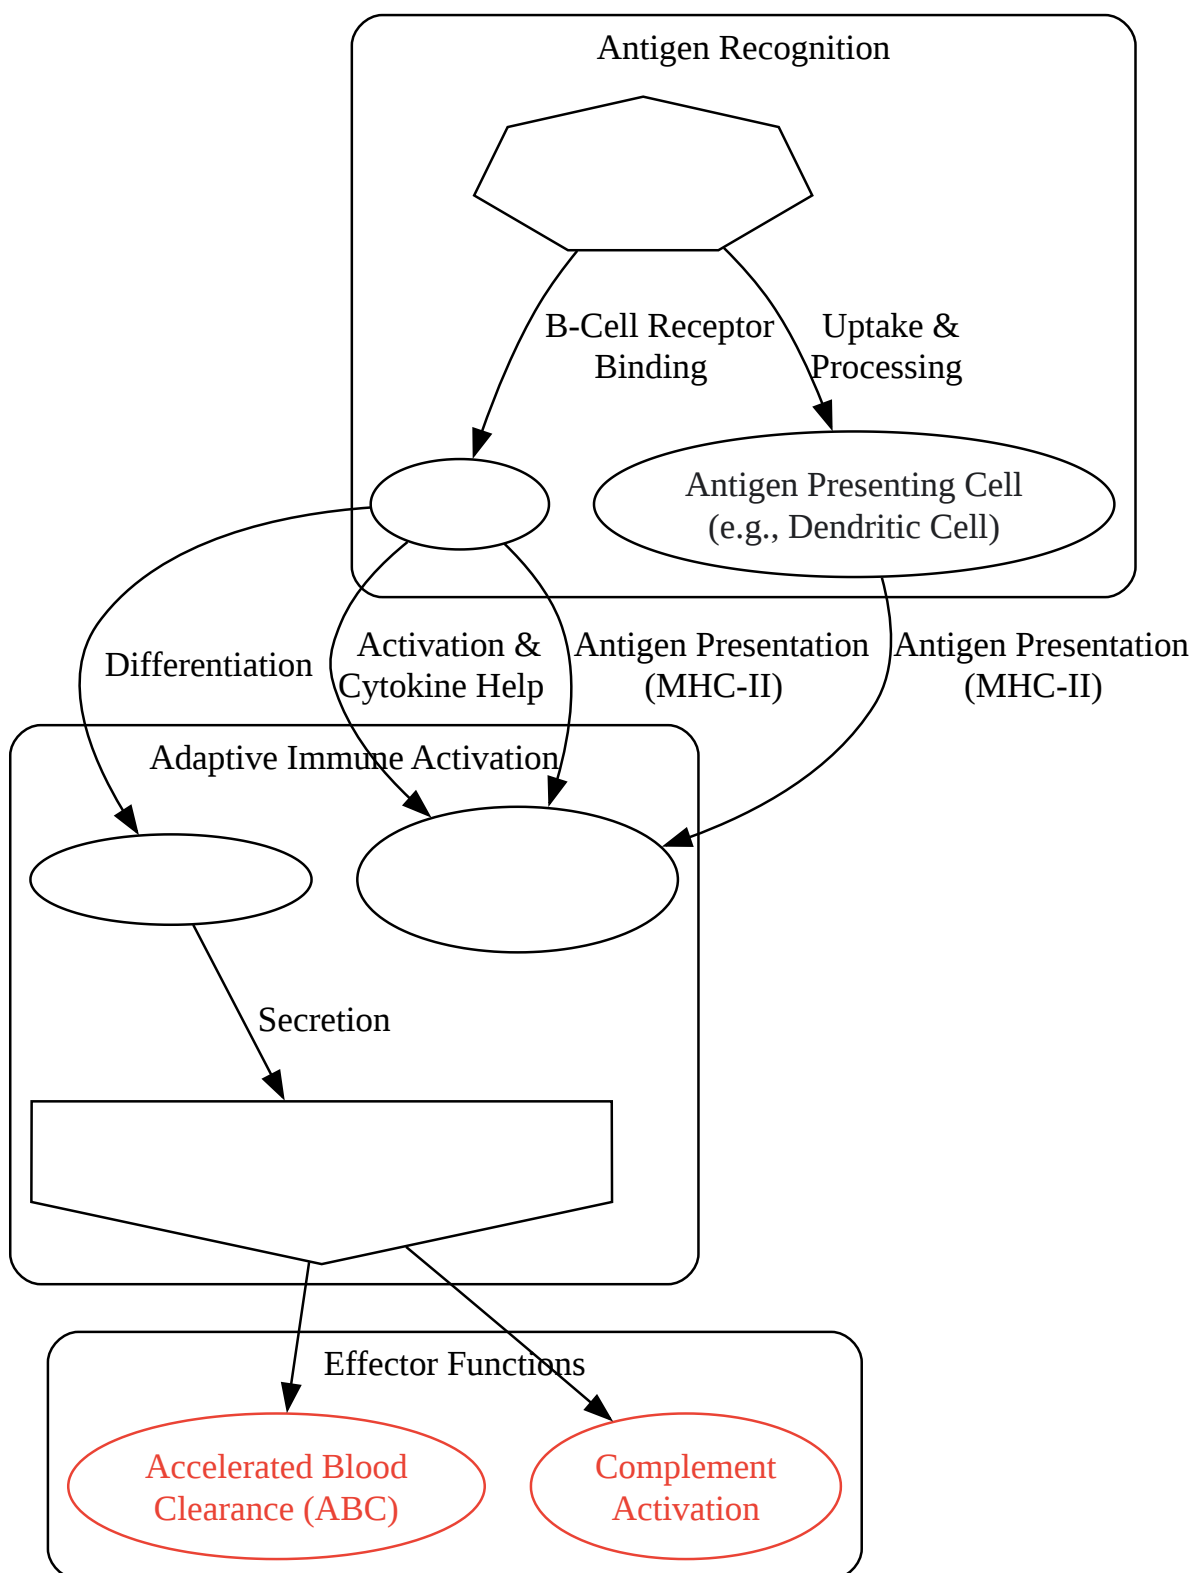 Antigen Recognition
B-Cell Receptor
Binding
Uptake &
Processing
Antigen Presenting Cell
(e.g., Dendritic Cell)
Differentiation
Activation &
Cytokine Help
Antigen Presentation
(MHC-II)
Antigen Presentation
(MHC-II)
Adaptive Immune Activation
Secretion
Effector Functions
Accelerated Blood
Clearance (ABC)
Complement
Activation